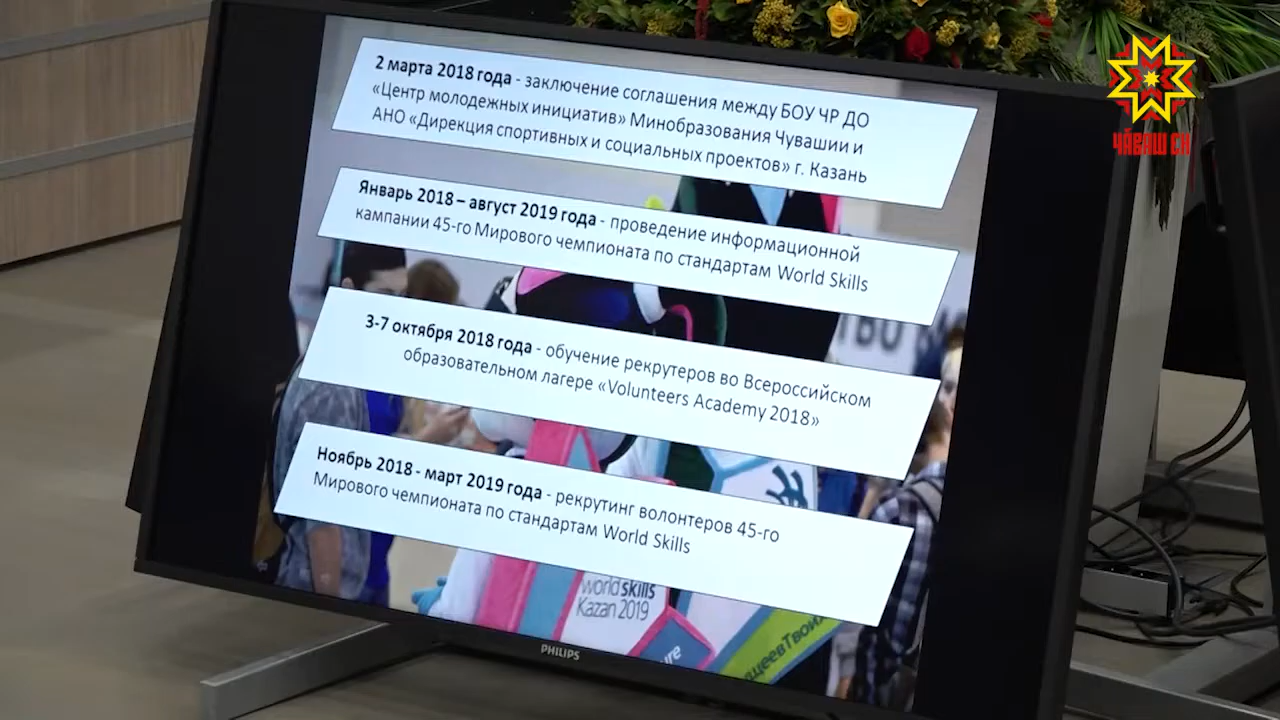 2 марта 2018 года - заключение соглашения между БОУ ЧР ДО
«Центр молодежных инициатив» Минобразования Чувашии и
АНО «Дирекция спортивных и социальных проектов» г. Казань
Январь 2018 – август 2019 года - проведение информационной
кампании 45-го Мирового чемпионата по стандартам World Skills
3-7 октября 2018 года - обучение рекрутеров во Всероссийском
образовательном лагере «Volunteers Academy 2018»
Ноябрь 2018 - март 2019 года - рекрутинг волонтеров 45-го
Мирового чемпионата по стандартам World Skills
world skills
Kazan 2019
PHILIPS
ЧӐВАШ ЕН